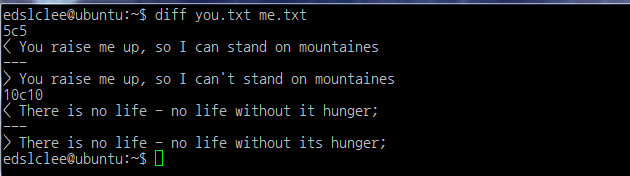 edslclee@ubuntu:~$ diff you.txt me.txt
5c5
< You raise me up, so I can stand on mountaines
---
> You raise me up, so I can't stand on mountaines
10c10
< There is no life - no life without it hunger;
---
> There is no life - no life without its hunger;
edslclee@ubuntu:~$